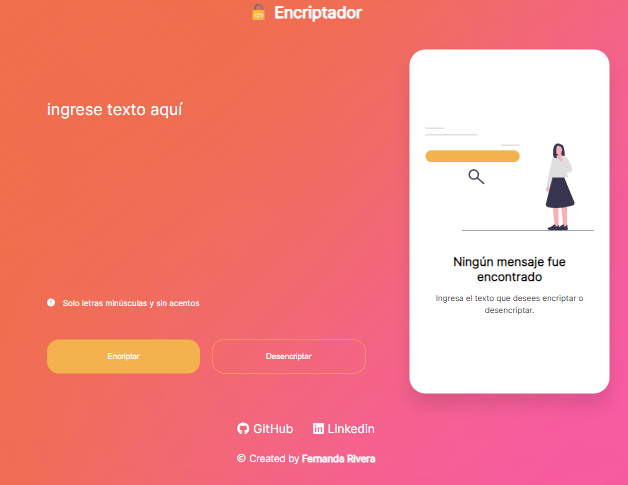 Encriptador
ingrese texto aquí
Solo letras minúsculas y sin acentos
Encriptar
Desencriptar
Ningún mensaje fue
encontrado
Ingresa el texto que desees encriptar o
desencriptar.
GitHub
Linkedin
© Created by Fernanda Rivera